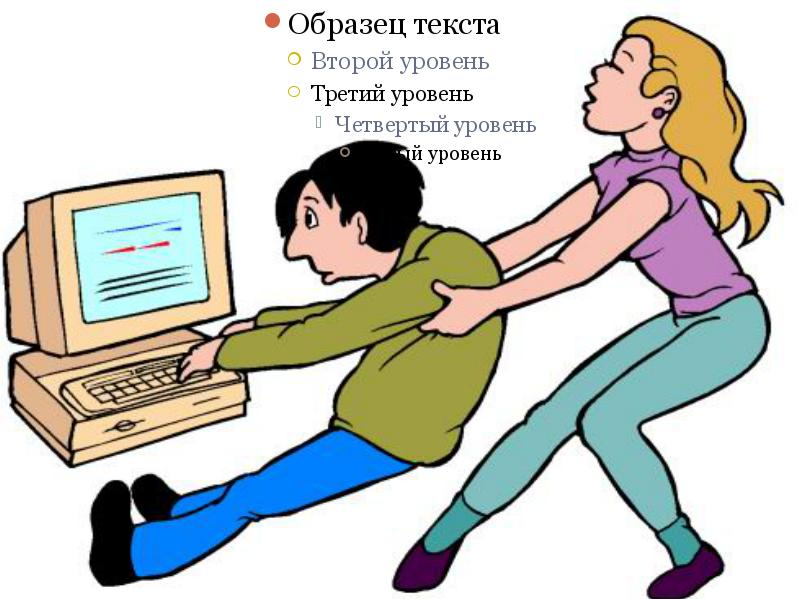 Образец текста
Второй уровень
Третий уровень
Четвертый уровень
уровень